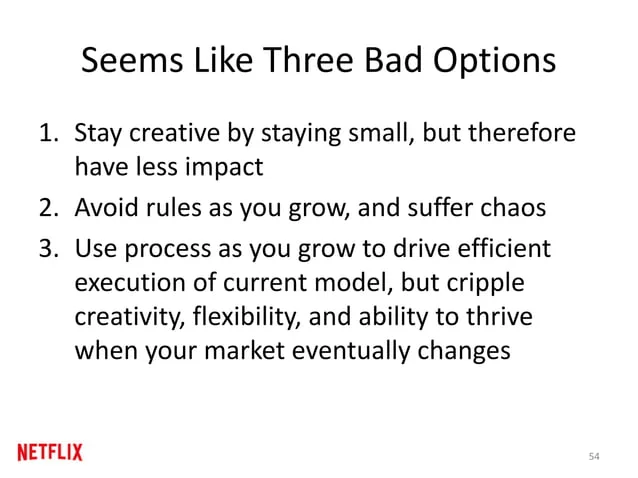 Seems Like Three Bad Options
1. Stay creative by staying small, but therefore
have less impact
2. Avoid rules as you grow, and suffer chaos
3. Use process as you grow to drive efficient
execution of current model, but cripple
creativity, flexibility, and ability to thrive
when your market eventually changes
NETFLIX
54